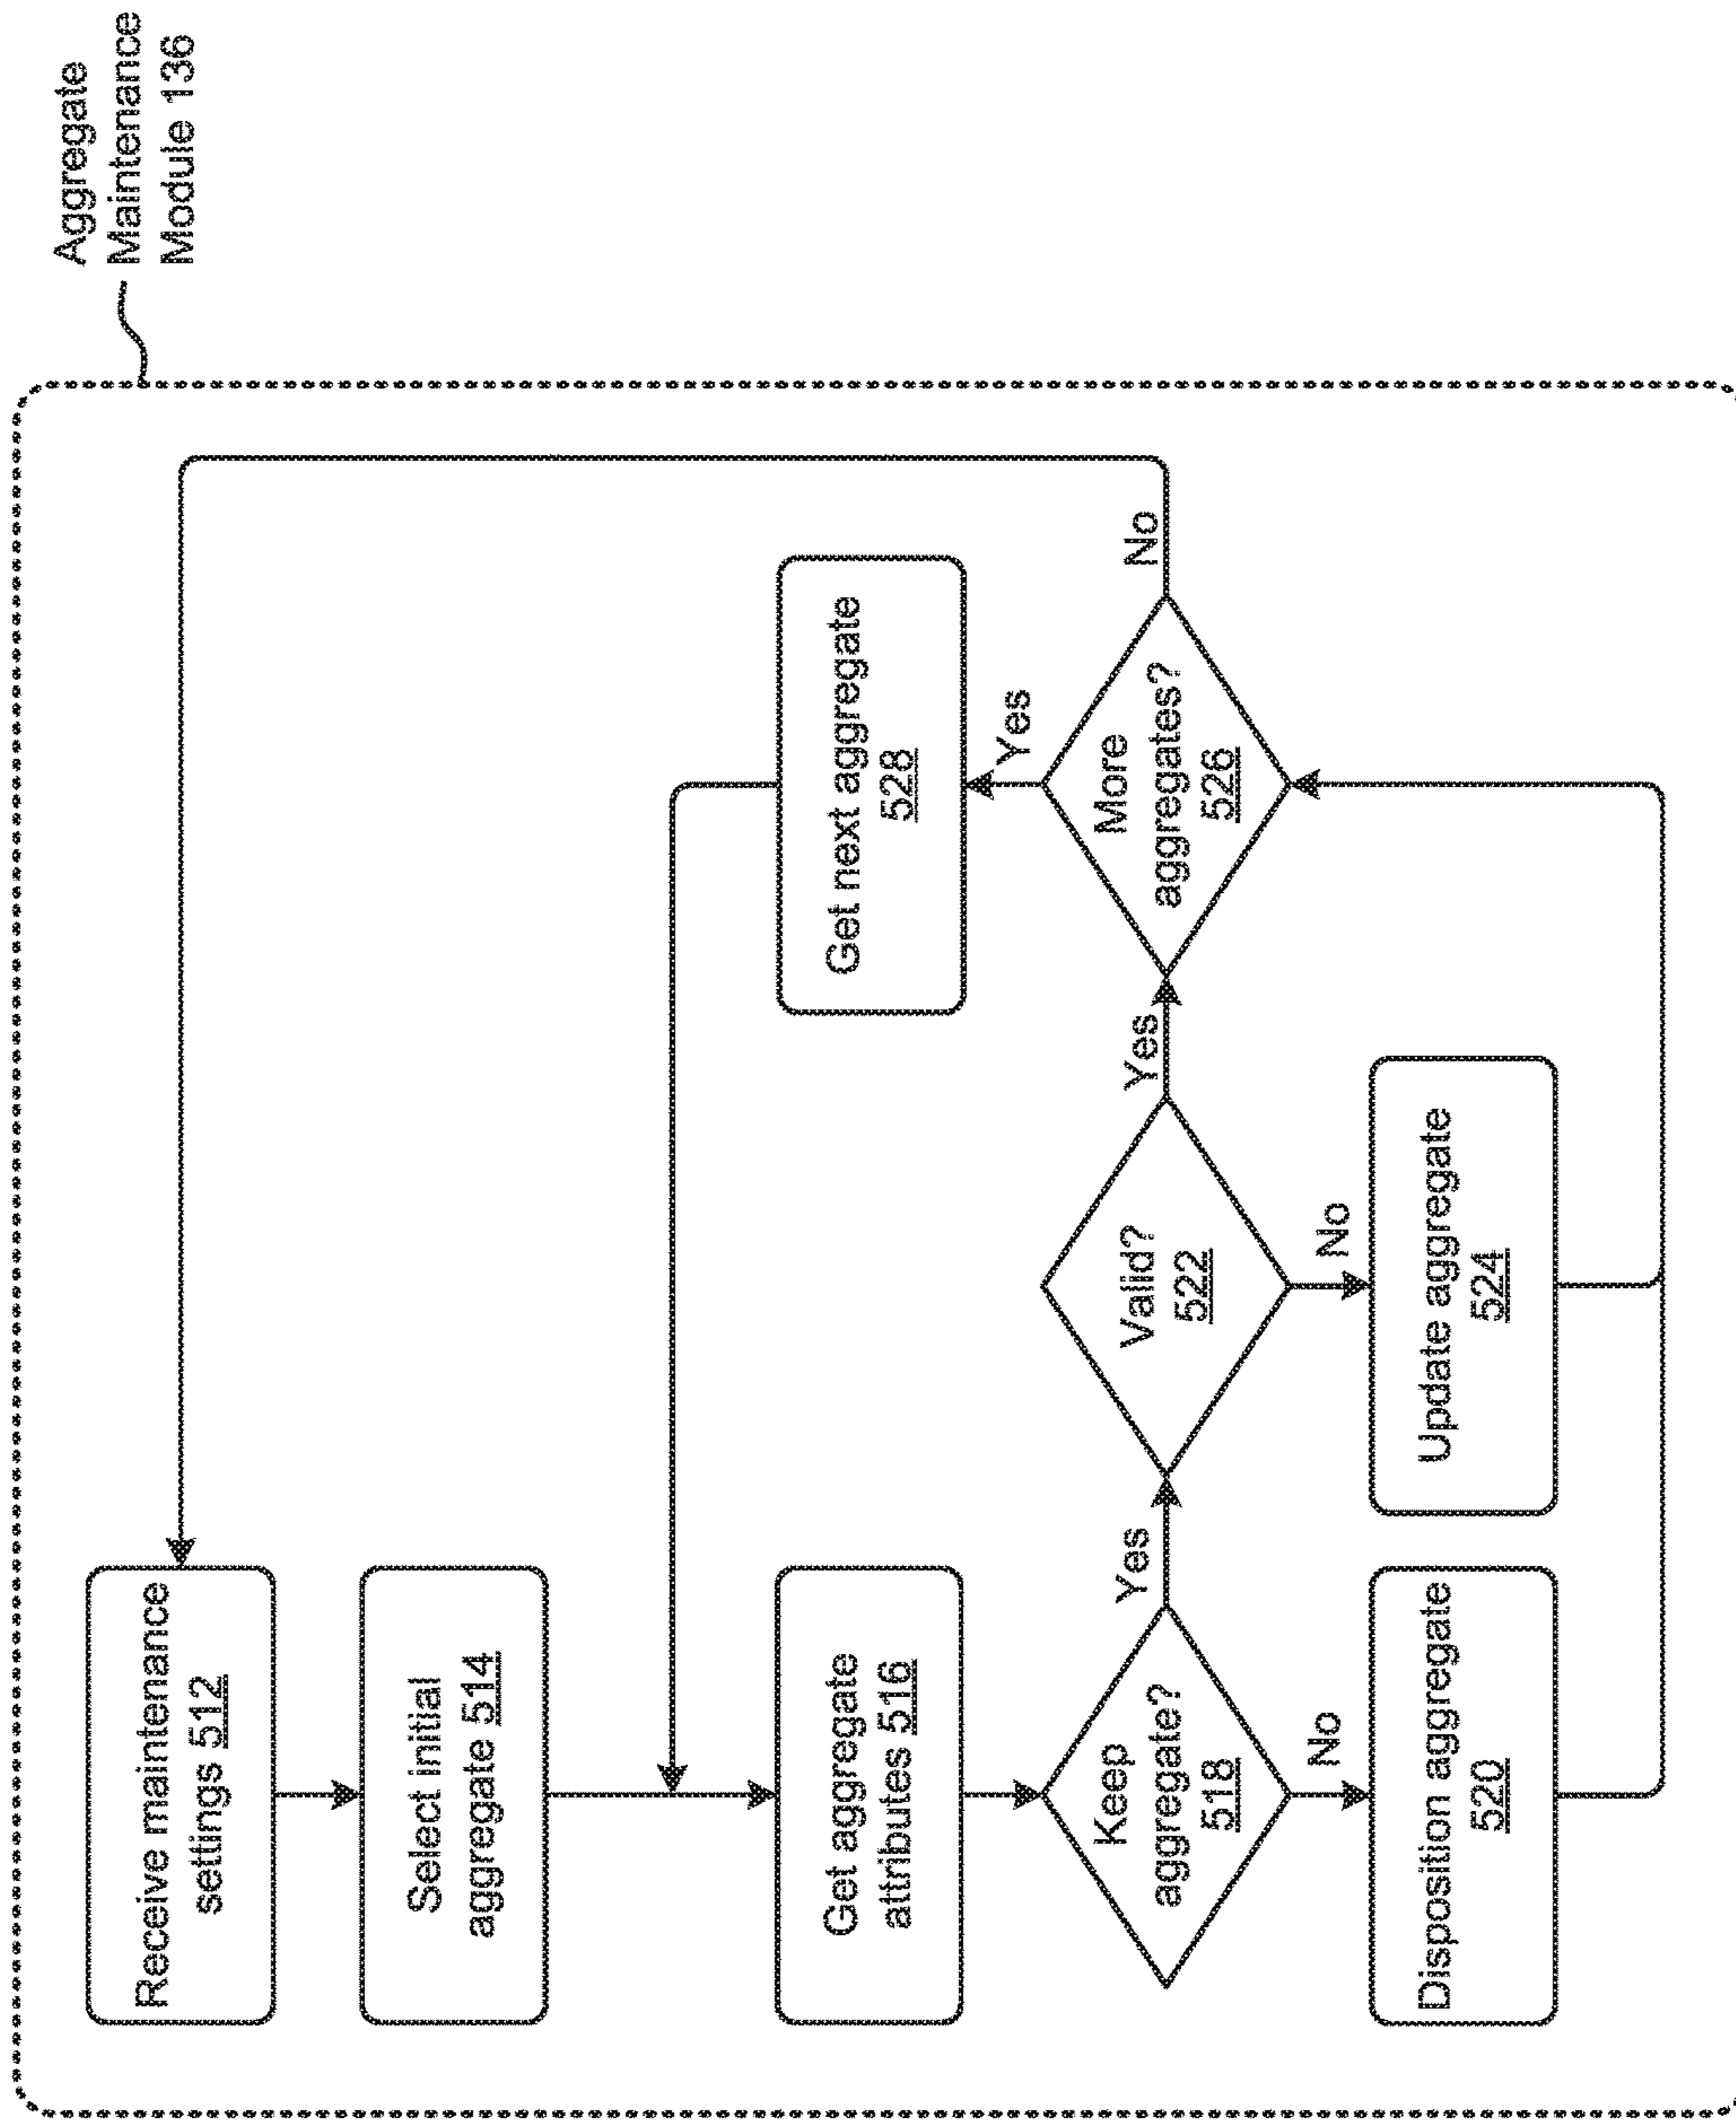 Aggregate
Maintenance
Module 136
Receive maintenance
settings 512
Select initial
aggregate 514
Get aggregate
attributes 516
Keep
aggregate?
518
Yes
No
Disposition aggregate
520
Valid?
522
Yes
No
Update aggregate
524
More
aggregates?
526
Yes
No
Get next aggregate
528